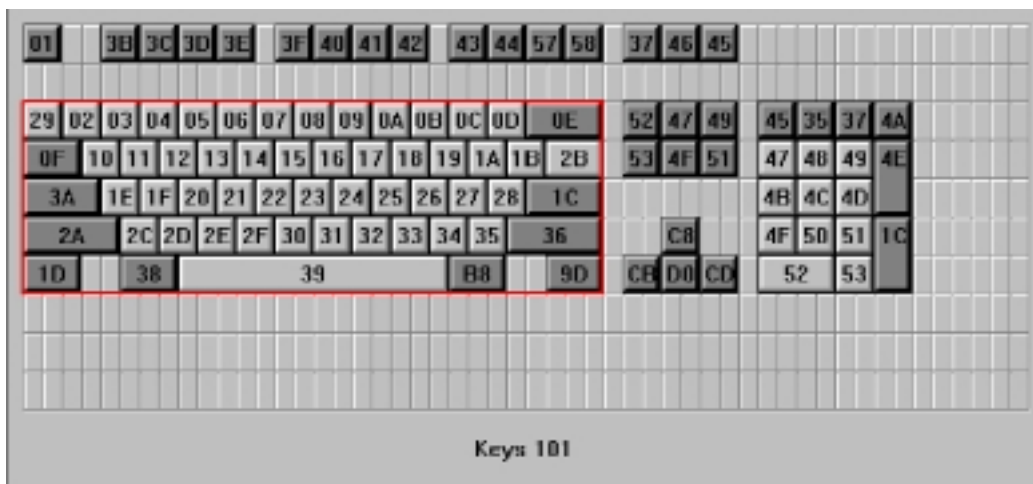 01 3B 3C 3D 3E 3F 40 41 42 43 44 57 58 37 46 45
29 02 03 04 05 06 07 08 09 0A 0B 0C 0D 0E 52 47 49 45 35 37 4A
0F 10 11 12 13 14 15 16 17 18 19 1A 1B 2B 53 4F 51 47 48 49 4E
3A 1E 1F 20 21 22 23 24 25 26 27 28 1C 4B 4C 4D
2A 2C 2D 2E 2F 30 31 32 33 34 35 36 C8 4F 50 51 1C
1D 38 39 B8 9D CB D0 CD 52 53
Keys 101